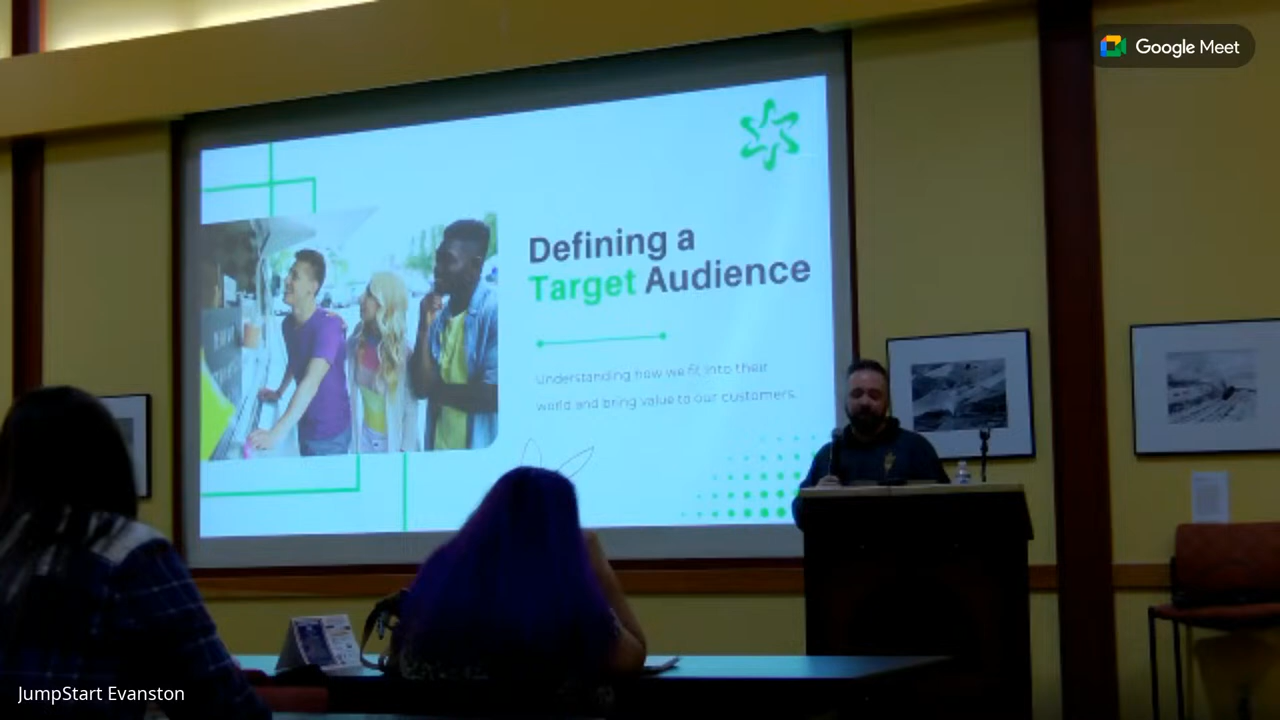 Google Meet
Defining a
Target Audience
Understanding how we fit into their
world and bring value to our customers.
JumpStart Evanston